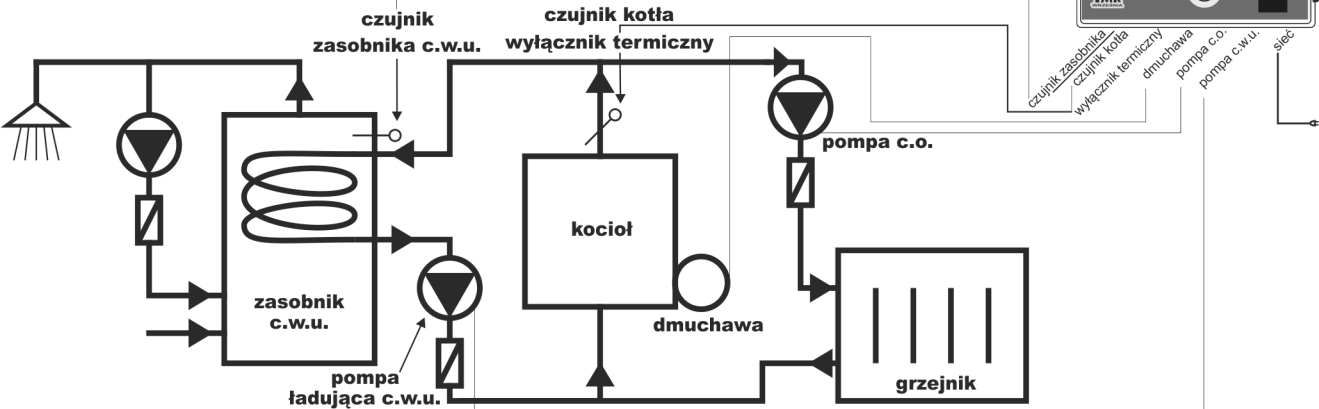 czujnik
zasobnika c.w.u.
czujnik kotła
wyłącznik termiczny
czujnik zasobnika
czujnik kotła
wyłącznik termiczny
dmuchawa
pompa c.o.
pompa c.w.u.
sieć
pompa c.o.
kocioł
zasobnik
c.w.u.
dmuchawa
pompa
ładująca c.w.u.
grzejnik